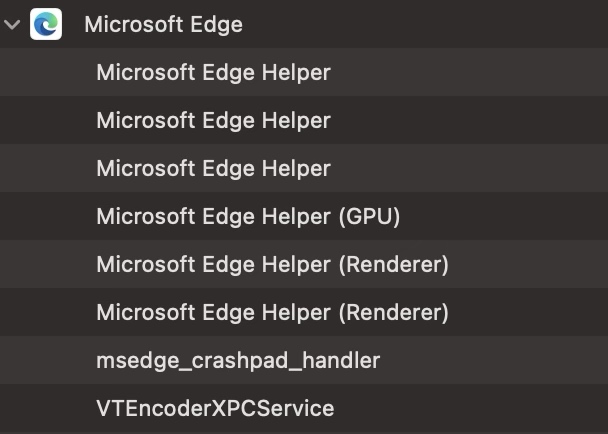 Microsoft Edge
Microsoft Edge Helper
Microsoft Edge Helper
Microsoft Edge Helper
Microsoft Edge Helper (GPU)
Microsoft Edge Helper (Renderer)
Microsoft Edge Helper (Renderer)
msedge_crashpad_handler
VTEncoderXPCService